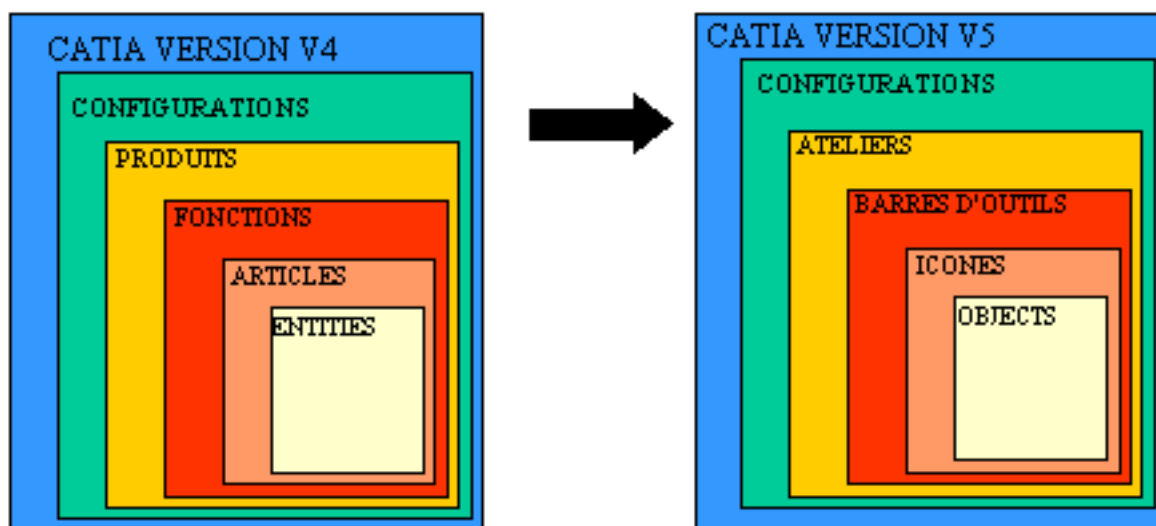 CATIA VERSION V4
CONFIGURATIONS
PRODUITS
FONCTIONS
ARTICLES
ENTITIES
CATIA VERSION V5
CONFIGURATIONS
ATELIERS
BARRES D'OUTILS
ICONES
OBJECTS